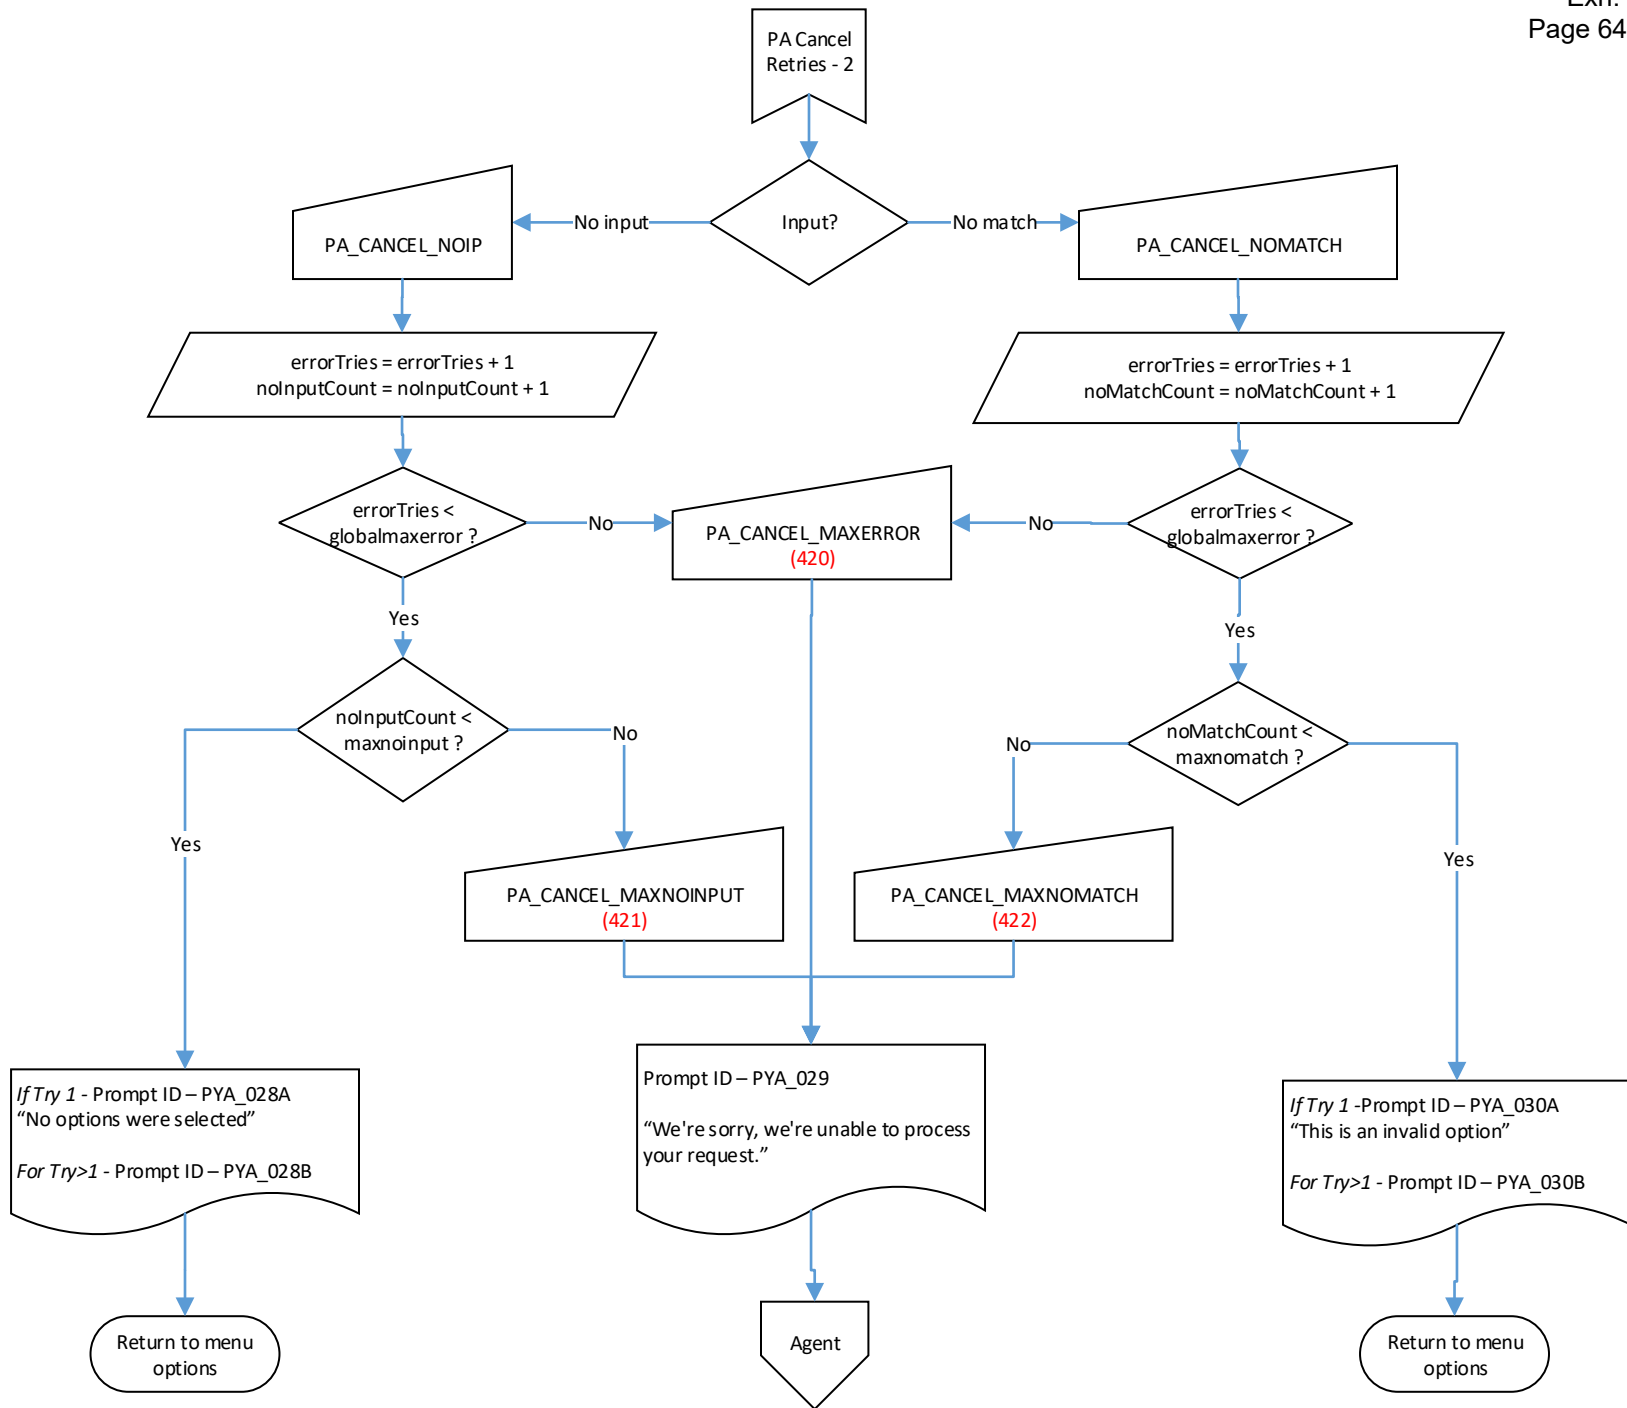 Exh.
Page 64
PA Cancel
Retries - 2
Input?
No input
No match
PA_CANCEL_NOIP
PA_CANCEL_NOMATCH
errorTries = errorTries + 1
noInputCount = noInputCount + 1
errorTries = errorTries + 1
noMatchCount = noMatchCount + 1
errorTries <
globalmaxerror ?
No
PA_CANCEL_MAXERROR
(420)
No
errorTries <
globalmaxerror ?
Yes
Yes
noInputCount <
maxnoinput ?
No
No
noMatchCount <
maxnomatch ?
Yes
Yes
PA_CANCEL_MAXNOINPUT
(421)
PA_CANCEL_MAXNOMATCH
(422)
If Try 1 - Prompt ID – PYA_028A
“No options were selected”
For Try>1 - Prompt ID – PYA_028B
Prompt ID – PYA_029
“We're sorry, we're unable to process
your request.”
If Try 1 -Prompt ID – PYA_030A
“This is an invalid option”
For Try>1 - Prompt ID – PYA_030B
Return to menu
options
Agent
Return to menu
options